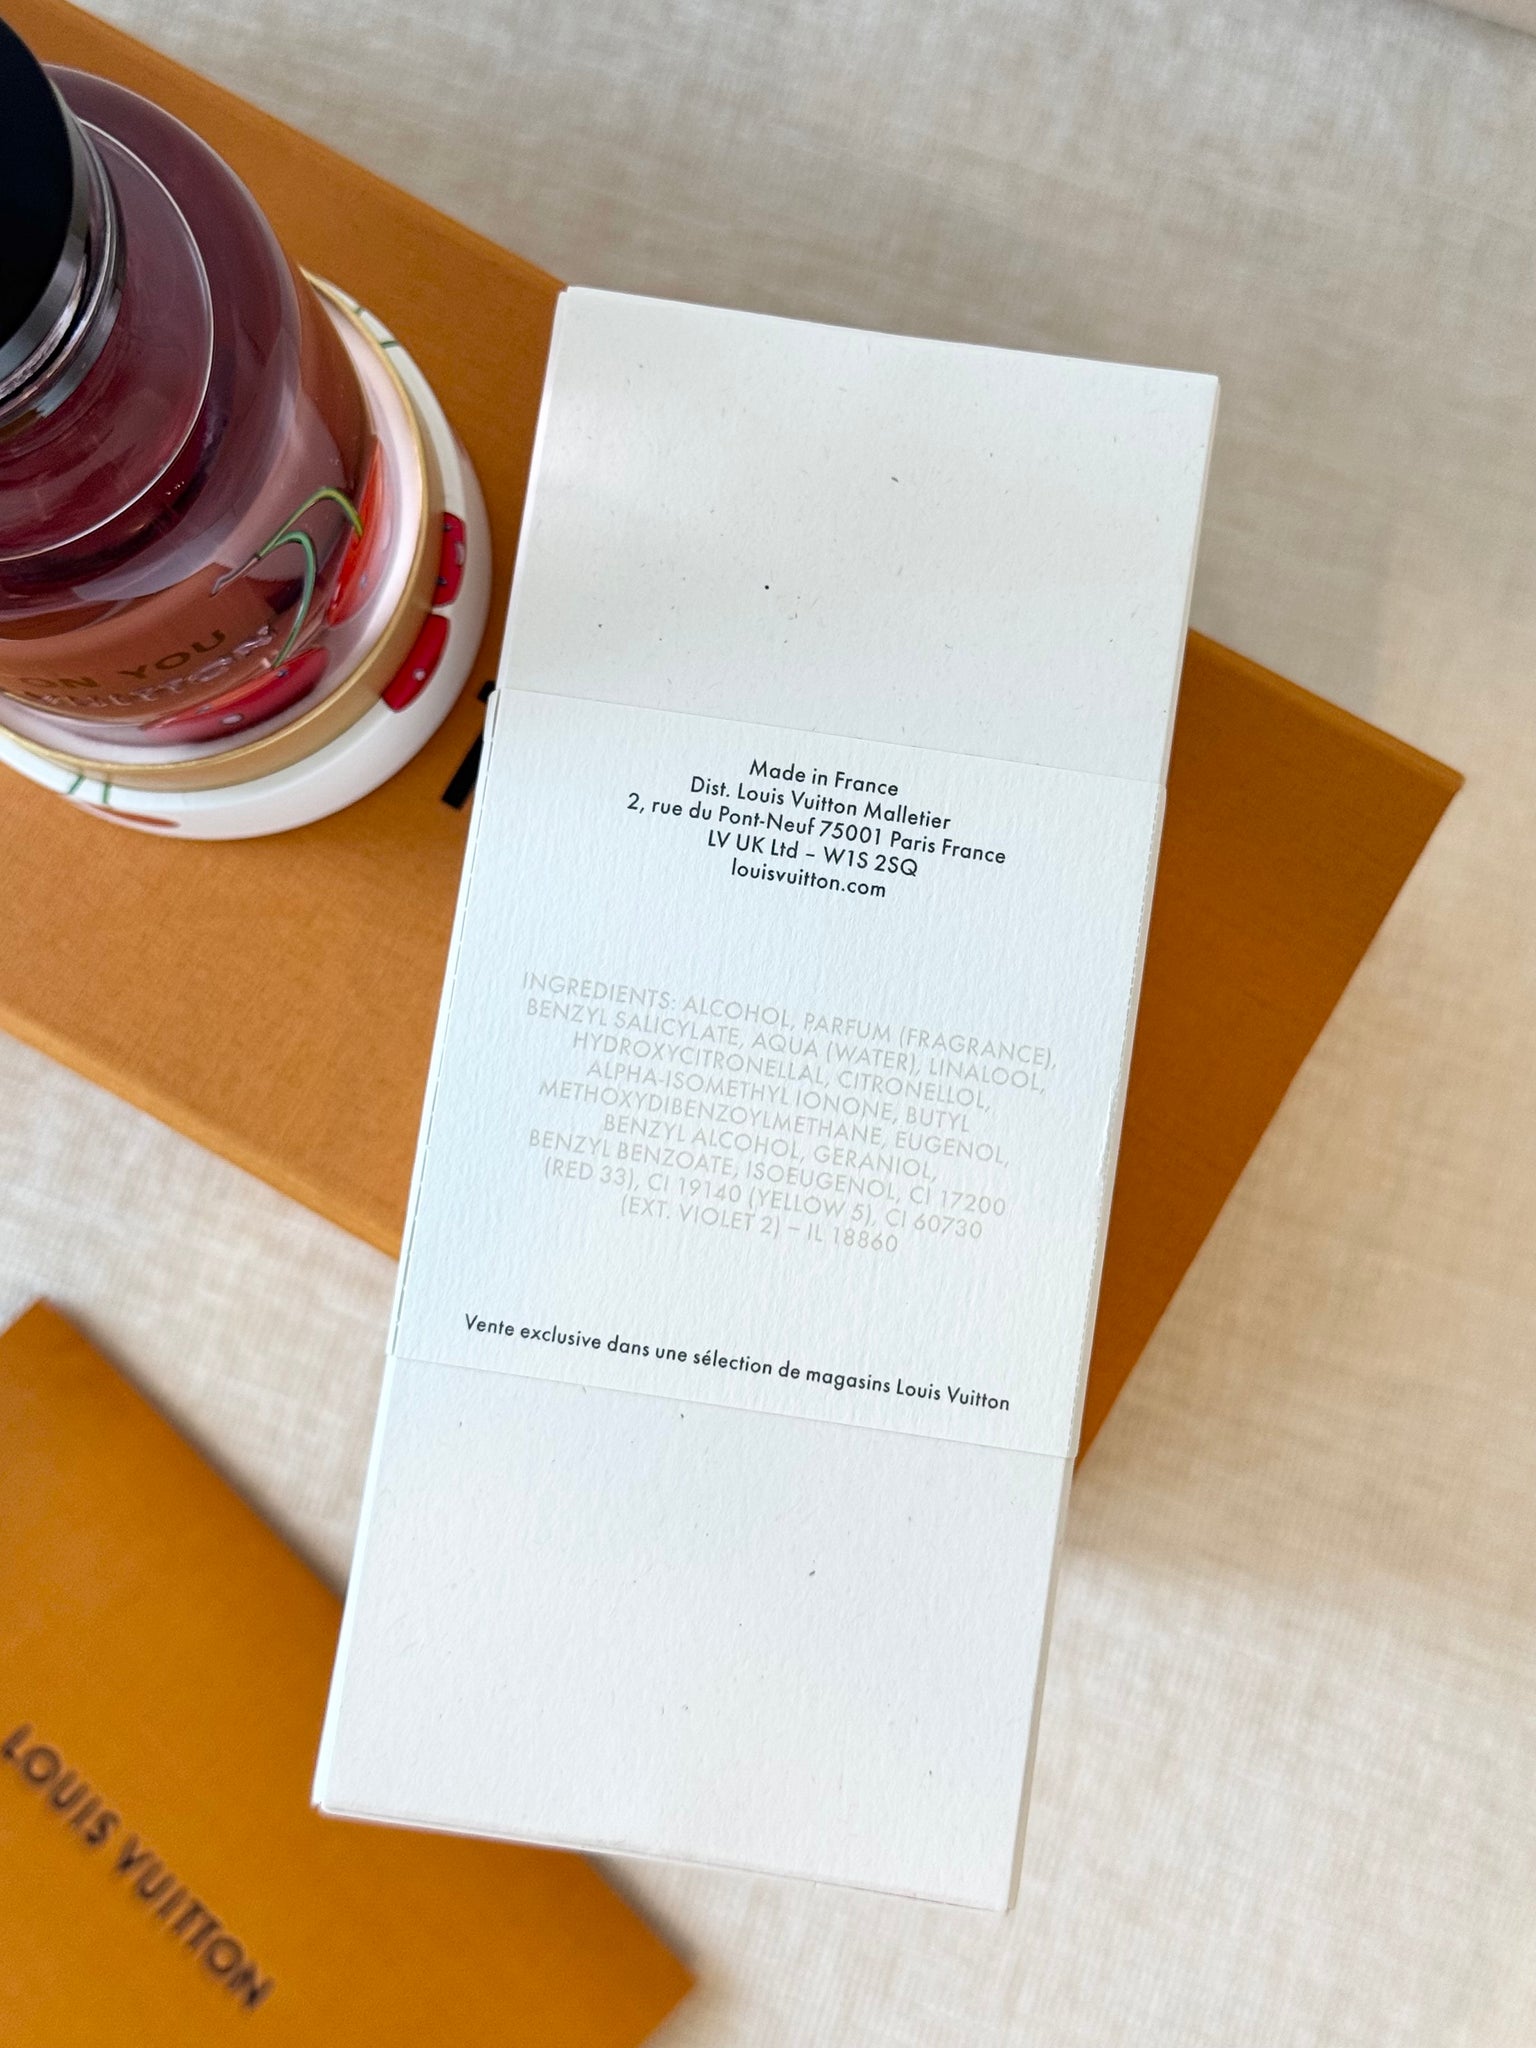 ON YOU
VUITTON
Made in France
Dist. Louis Vuitton Malletier
2, rue du Pont-Neuf 75001 Paris France
LV UK Ltd – W1S 2SQ
louisvuitton.com
INGREDIENTS: ALCOHOL, PARFUM (FRAGRANCE),
BENZYL SALICYLATE, AQUA (WATER), LINALOOL,
HYDROXYCITRONELLAL, CITRONELLOL,
ALPHA-ISOMETHYL IONONE, BUTYL
METHOXYDIBENZOYLMETHANE, EUGENOL,
BENZYL ALCOHOL, GERANIOL,
BENZYL BENZOATE, ISOEUGENOL, CI 17200
(RED 33), CI 19140 (YELLOW 5), CI 60730
(EXT. VIOLET 2) – IL 18860
Vente exclusive dans une sélection de magasins Louis Vuitton
LOUIS VUITTON